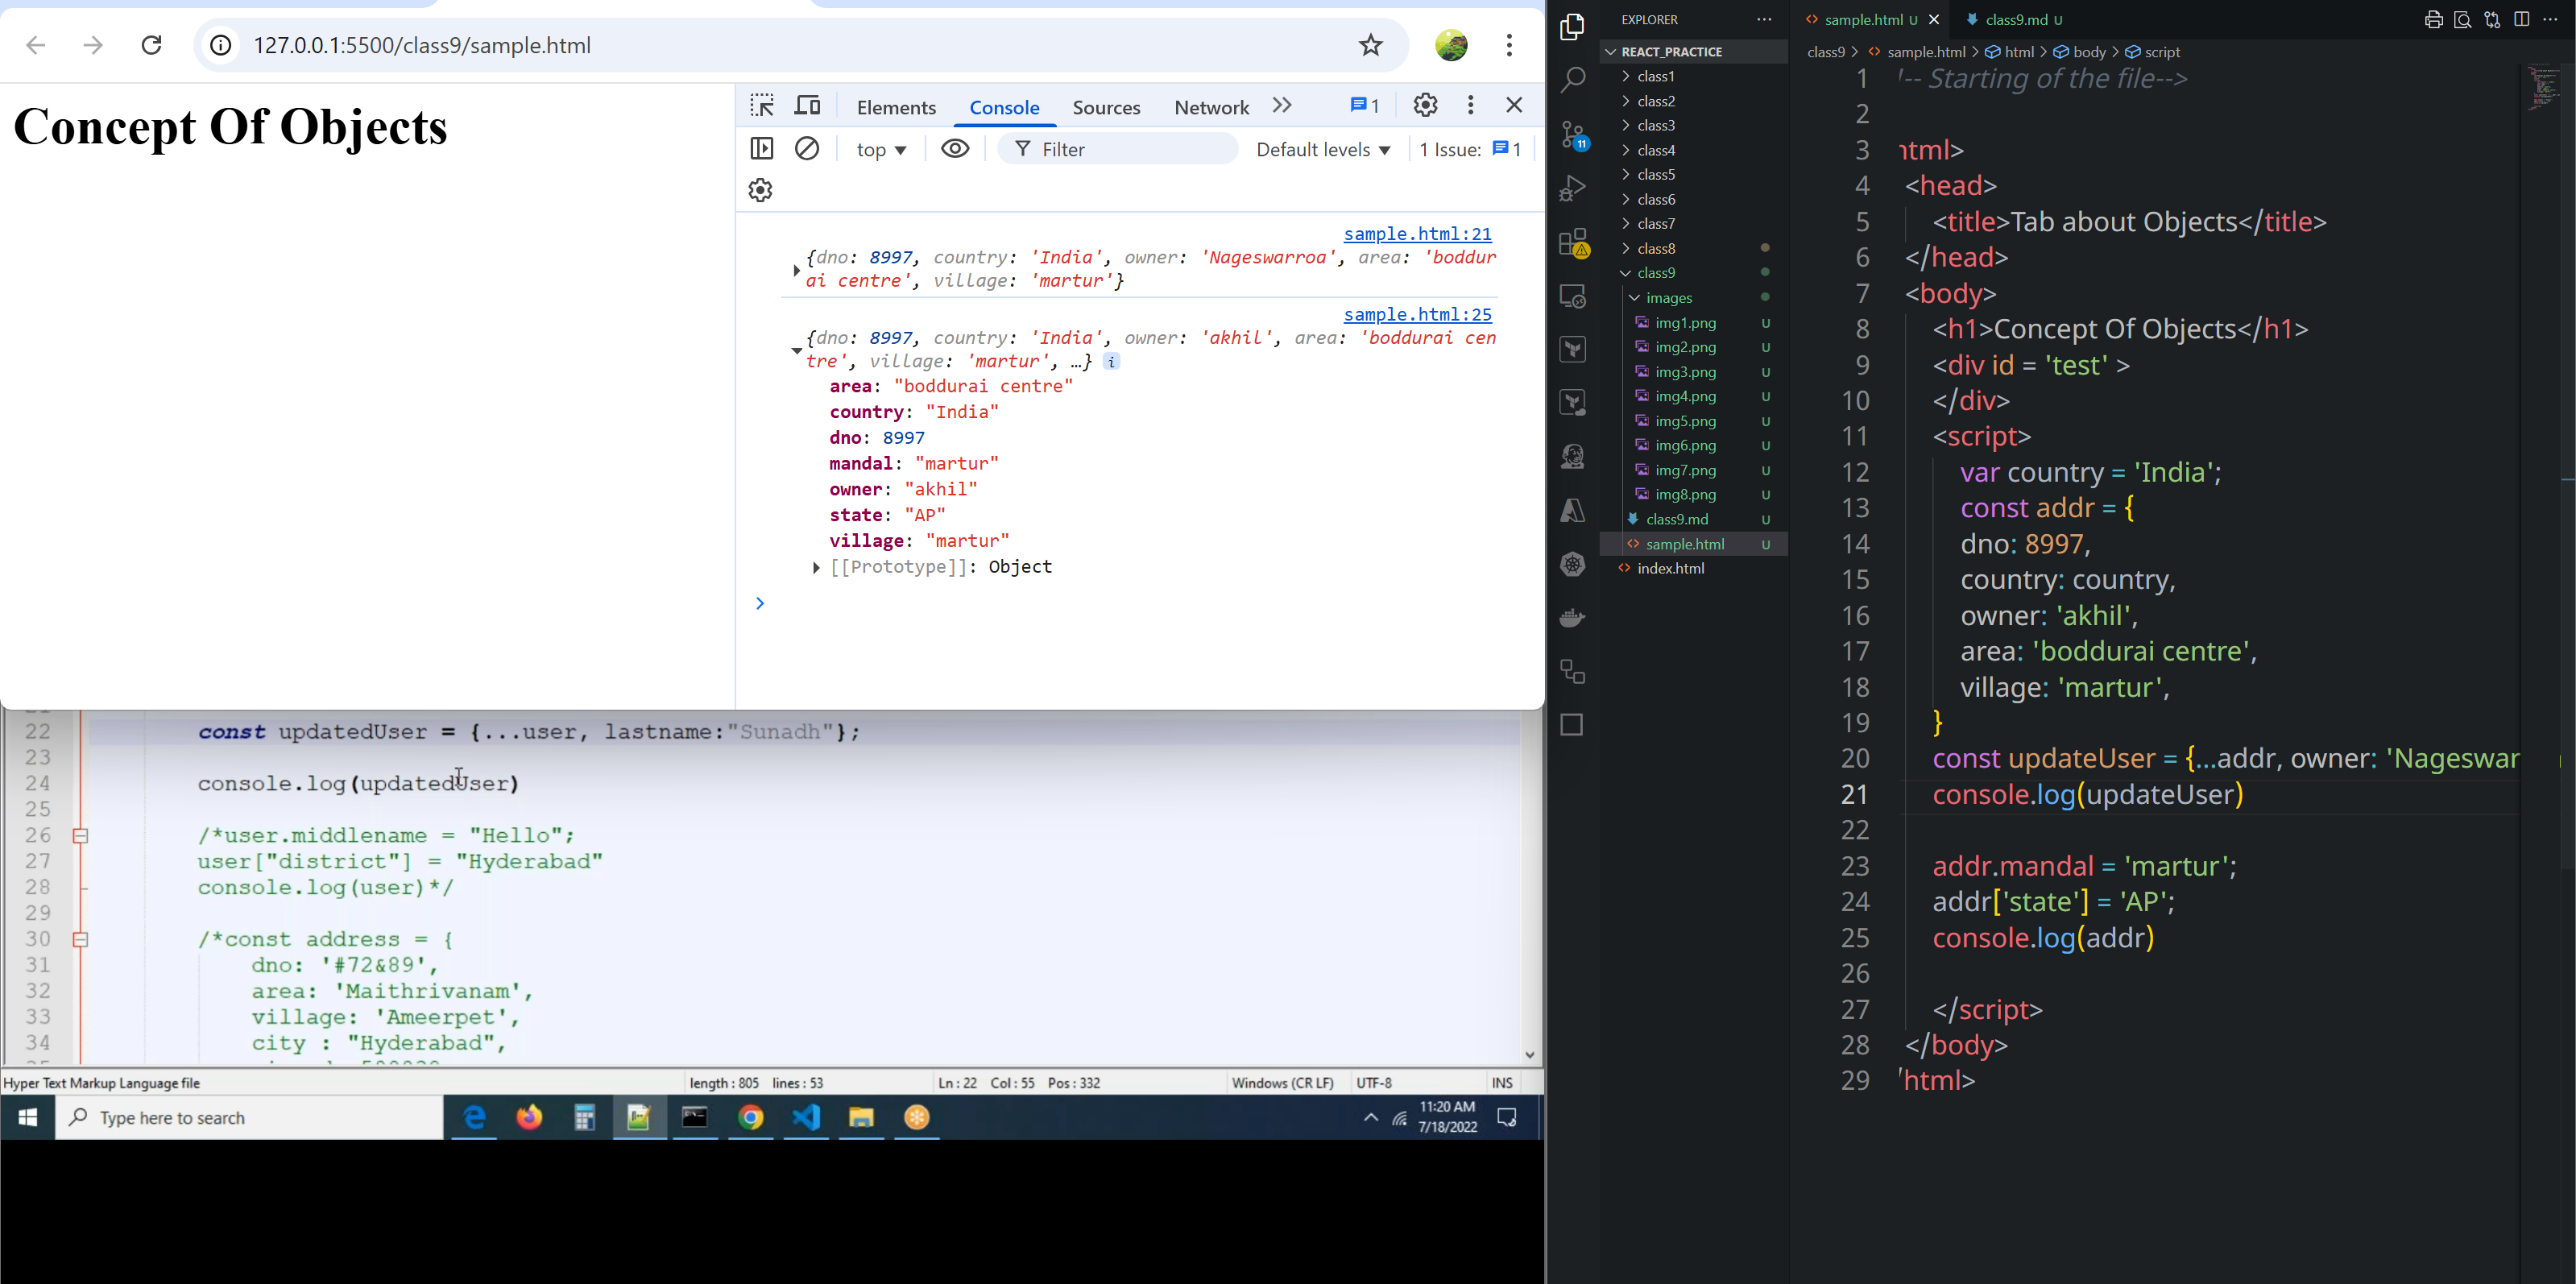 127.0.0.1:5500/class9/sample.html
Concept Of Objects
Elements Console Sources Network 1
top Filter Default levels 1 Issue: 1
sample.html:21
{dno: 8997, country: 'India', owner: 'Nageswarroa', area: 'boddur
ai centre', village: 'martur'}
sample.html:25
{dno: 8997, country: 'India', owner: 'akhil', area: 'boddurai cen
tre', village: 'martur', …}
area: "boddurai centre"
country: "India"
dno: 8997
mandal: "martur"
owner: "akhil"
state: "AP"
village: "martur"
[[Prototype]]: Object
22 const updatedUser = {...user, lastname:"Sunadh"};
23
24 console.log(updatedUser)
25
26 /*user.middlename = "Hello";
27 user["district"] = "Hyderabad"
28 console.log(user)*/
29
30 /*const address = {
31 dno: '#72&89',
32 area: 'Maithrivanam',
33 village: 'Ameerpet',
34 city : "Hyderabad",
Hyper Text Markup Language file length : 805 lines : 53 Ln : 22 Col : 55 Pos : 332 Windows (CR LF) UTF-8 INS
Type here to search
11:20 AM
7/18/2022
11
EXPLORER
REACT_PRACTICE
class1
class2
class3
class4
class5
class6
class7
class8
class9
images
img1.png U
img2.png U
img3.png U
img4.png U
img5.png U
img6.png U
img7.png U
img8.png U
class9.md U
sample.html U
index.html
sample.html U class9.md U
class9 > sample.html > html > body > script
1 !-- Starting of the file-->
2
3 html>
4 <head>
5 <title>Tab about Objects</title>
6 </head>
7 <body>
8 <h1>Concept Of Objects</h1>
9 <div id = 'test' >
10 </div>
11 <script>
12 var country = 'India';
13 const addr = {
14 dno: 8997,
15 country: country,
16 owner: 'akhil',
17 area: 'boddurai centre',
18 village: 'martur',
19 }
20 const updateUser = {...addr, owner: 'Nageswar
21 console.log(updateUser)
22
23 addr.mandal = 'martur';
24 addr['state'] = 'AP';
25 console.log(addr)
26
27 </script>
28 </body>
29 /html>